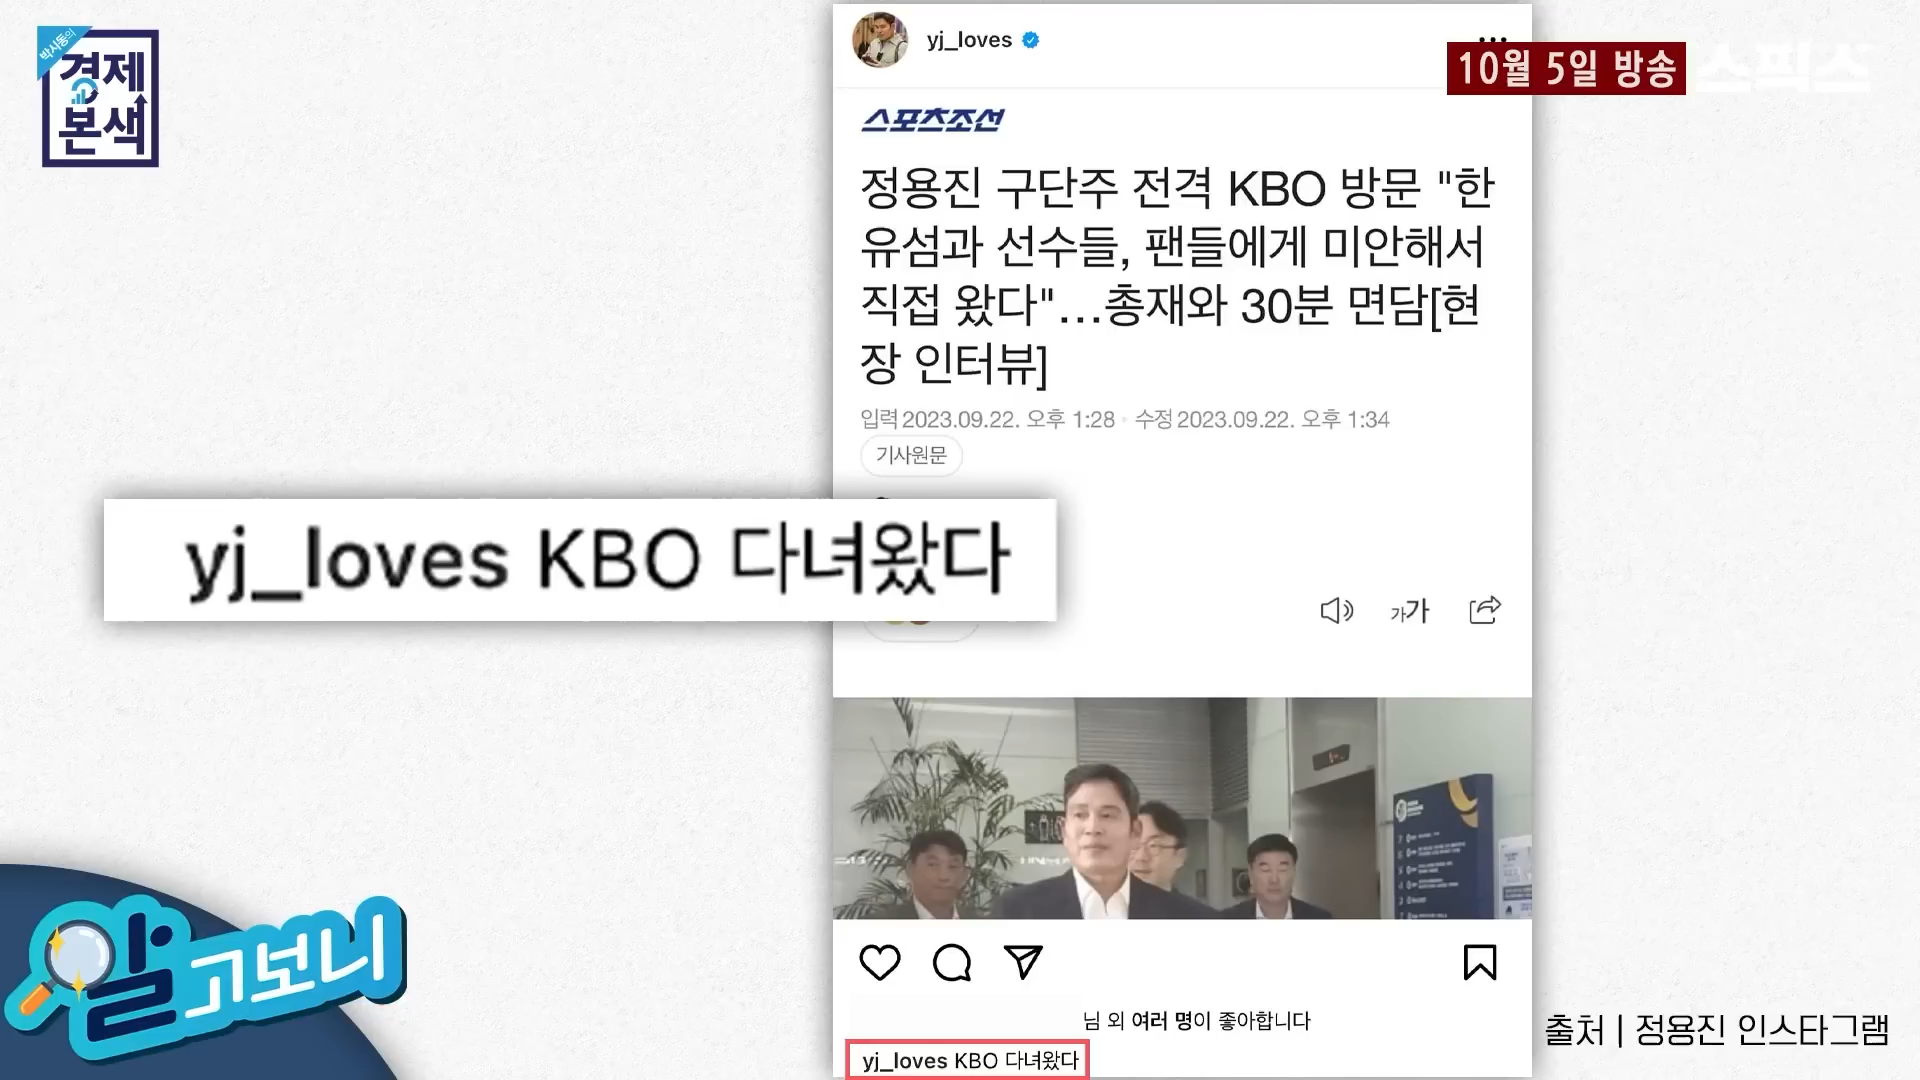 박시동의
경제
본색
yj_loves
10월 5일 방송
스픽스
스포츠조선
정용진 구단주 전격 KBO 방문 "한
유섬과 선수들, 팬들에게 미안해서
직접 왔다"…총재와 30분 면담[현
장 인터뷰]
입력 2023.09.22. 오후 1:28 · 수정 2023.09.22. 오후 1:34
기사원문
yj_loves KBO 다녀왔다
가가
알고보니
님 외 여러 명이 좋아합니다
yj_loves KBO 다녀왔다
출처 | 정용진 인스타그램